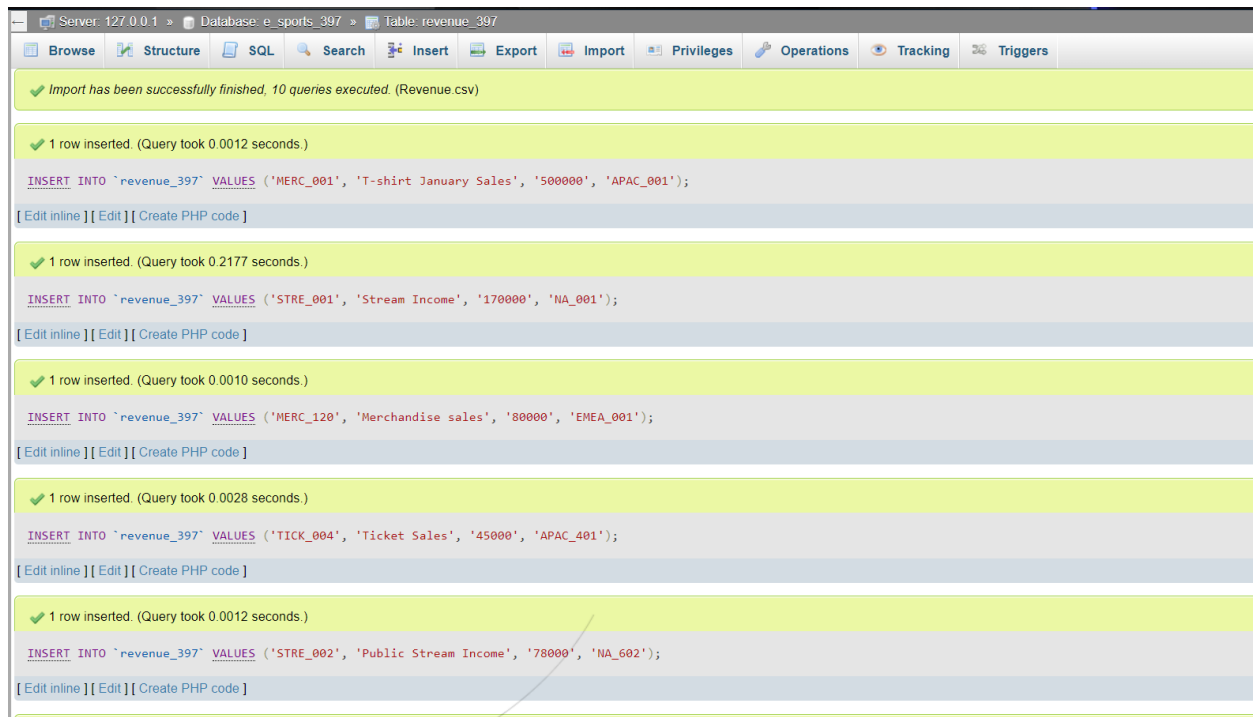 Server: 127.0.0.1 » Database: e_sports_397 » Table: revenue_397
Browse Structure SQL Search Insert Export Import Privileges Operations Tracking Triggers
Import has been successfully finished, 10 queries executed. (Revenue.csv)
1 row inserted. (Query took 0.0012 seconds.)
INSERT INTO `revenue_397` VALUES ('MERC_001', 'T-shirt January Sales', '500000', 'APAC_001');
[ Edit inline ] [ Edit ] [ Create PHP code ]
1 row inserted. (Query took 0.2177 seconds.)
INSERT INTO `revenue_397` VALUES ('STRE_001', 'Stream Income', '170000', 'NA_001');
[ Edit inline ] [ Edit ] [ Create PHP code ]
1 row inserted. (Query took 0.0010 seconds.)
INSERT INTO `revenue_397` VALUES ('MERC_120', 'Merchandise sales', '80000', 'EMEA_001');
[ Edit inline ] [ Edit ] [ Create PHP code ]
1 row inserted. (Query took 0.0028 seconds.)
INSERT INTO `revenue_397` VALUES ('TICK_004', 'Ticket Sales', '45000', 'APAC_401');
[ Edit inline ] [ Edit ] [ Create PHP code ]
1 row inserted. (Query took 0.0012 seconds.)
INSERT INTO `revenue_397` VALUES ('STRE_002', 'Public Stream Income', '78000', 'NA_602');
[ Edit inline ] [ Edit ] [ Create PHP code ]